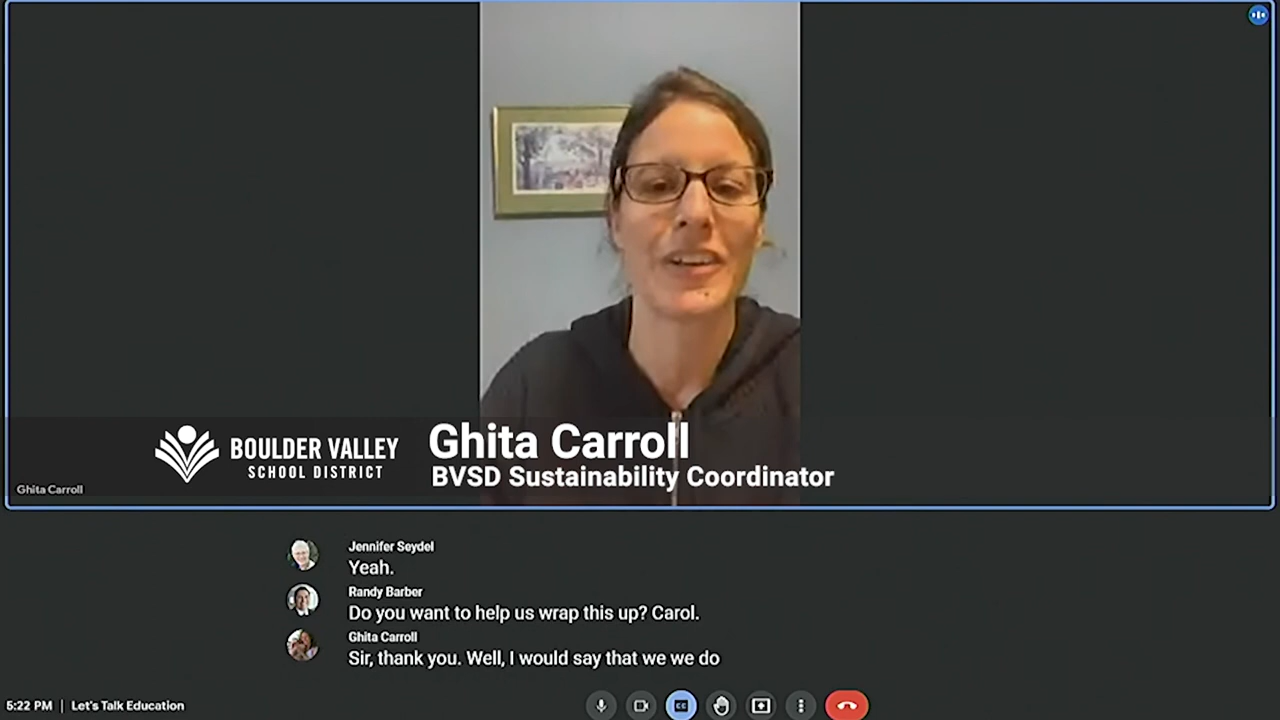 BOULDER VALLEY
SCHOOL DISTRICT
Ghita Carroll
BVSD Sustainability Coordinator
Ghita Carroll
Jennifer Seydel
Yeah.
Randy Barber
Do you want to help us wrap this up? Carol.
Ghita Carroll
Sir, thank you. Well, I would say that we we do
5:22 PM | Let's Talk Education
CC